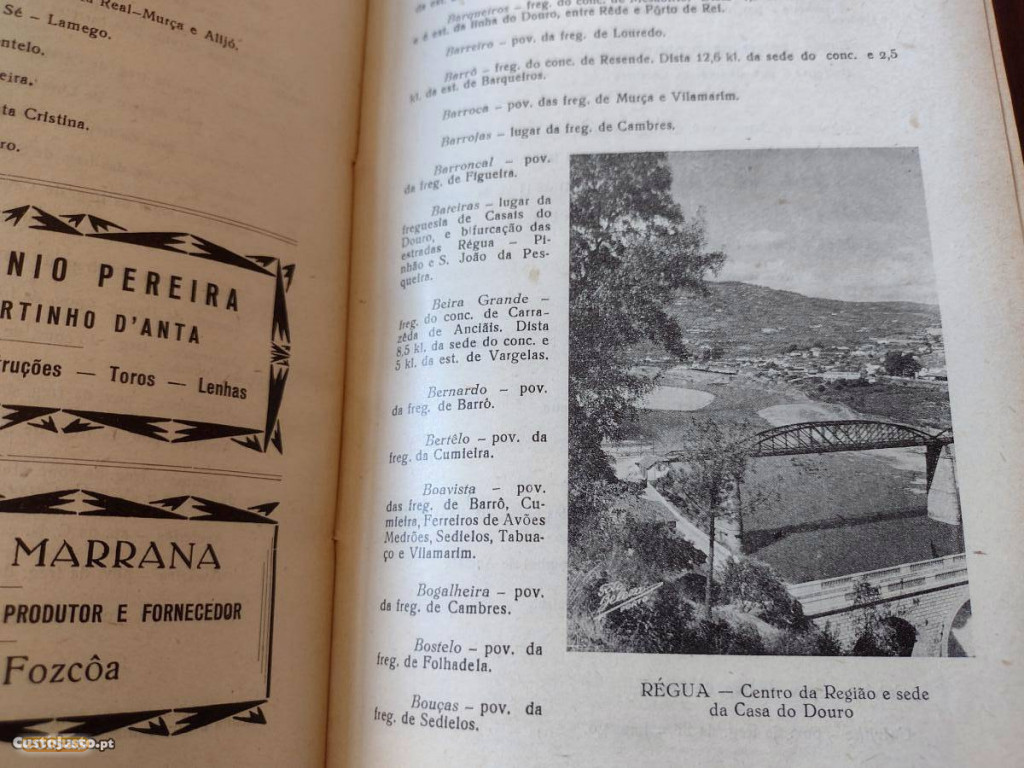 Real–Murça e Alijó.
Sé – Lamego.
ntelo.
eira.
ta Cristina.
ro.
NIO PEREIRA
RTINHO D'ANTA
ruções — Toros — Lenhas
MARRANA
PRODUTOR E FORNECEDOR
Fozcôa
Barqueiros – freg. do conc. de
e é est. da linha do Douro, entre Rêde e Pôrto de Rei.
Barreiro – pov. da freg. de Louredo.
Barrô – freg. do conc. de Resende. Dista 12,6 kl. da sede do conc. e 2,5
kl. da est. de Barqueiros.
Barroca – pov. das freg. de Murça e Vilamarim.
Barrojas – lugar da freg. de Cambres.
Barroncal – pov.
da freg. de Figueira.
Bateiras – lugar da
freguesia de Casais do
Douro, e bifurcação das
estradas Régua – Pi-
nhão e S. João da Pes-
queira.
Beira Grande –
freg. do conc. de Carra-
zêda de Anciãis. Dista
8,5 kl. da sede do conc. e
5 kl. da est. de Vargelas.
Bernardo – pov.
da freg. de Barrô.
Bertêlo – pov. da
freg. da Cumieira.
Boavista – pov.
das freg. de Barrô, Cu-
mieira, Ferreiros de Avões
Medrões, Sedielos, Tabua-
ço e Vilamarim.
Bogalheira – pov.
da freg. de Cambres.
Bostelo – pov. da
freg. de Folhadela.
Bouças – pov. da
freg. de Sedielos.
RÉGUA — Centro da Região e sede
da Casa do Douro
Custojusto.pt